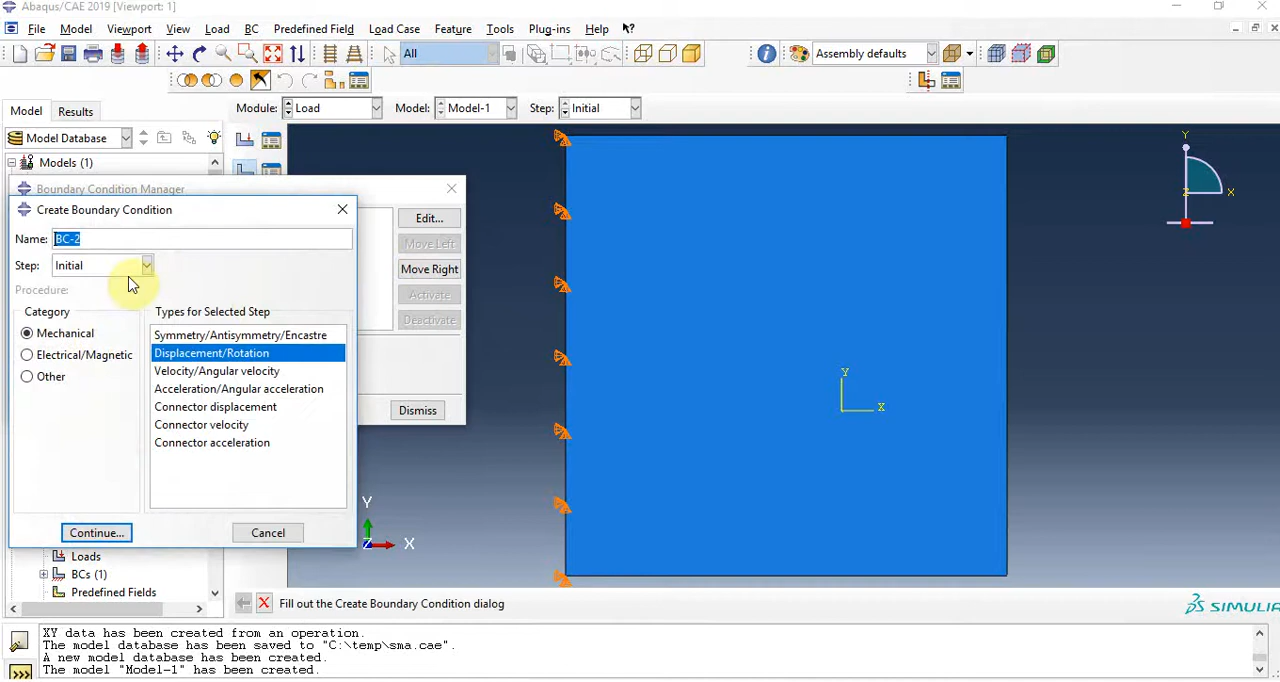 Abaqus/CAE 2019 [Viewport: 1]
File Model Viewport View Load BC Predefined Field Load Case Feature Tools Plug-ins Help
All
Assembly defaults
Model Results
Module: Load Model: Model-1 Step: Initial
Model Database
Models (1)
Boundary Condition Manager
Create Boundary Condition
Name: BC-2
Step: Initial
Procedure:
Category
Mechanical
Electrical/Magnetic
Other
Types for Selected Step
Symmetry/Antisymmetry/Encastre
Displacement/Rotation
Velocity/Angular velocity
Acceleration/Angular acceleration
Connector displacement
Connector velocity
Connector acceleration
Continue...
Cancel
Edit...
Move Left
Move Right
Activate
Deactivate
Dismiss
Y
X
Z
Y
X
Y
X
Z
Loads
BCs (1)
Predefined Fields
Fill out the Create Boundary Condition dialog
SIMULIA
XY data has been created from an operation.
The model database has been saved to "C:\temp\sma.cae".
A new model database has been created.
The model "Model-1" has been created.
>>>